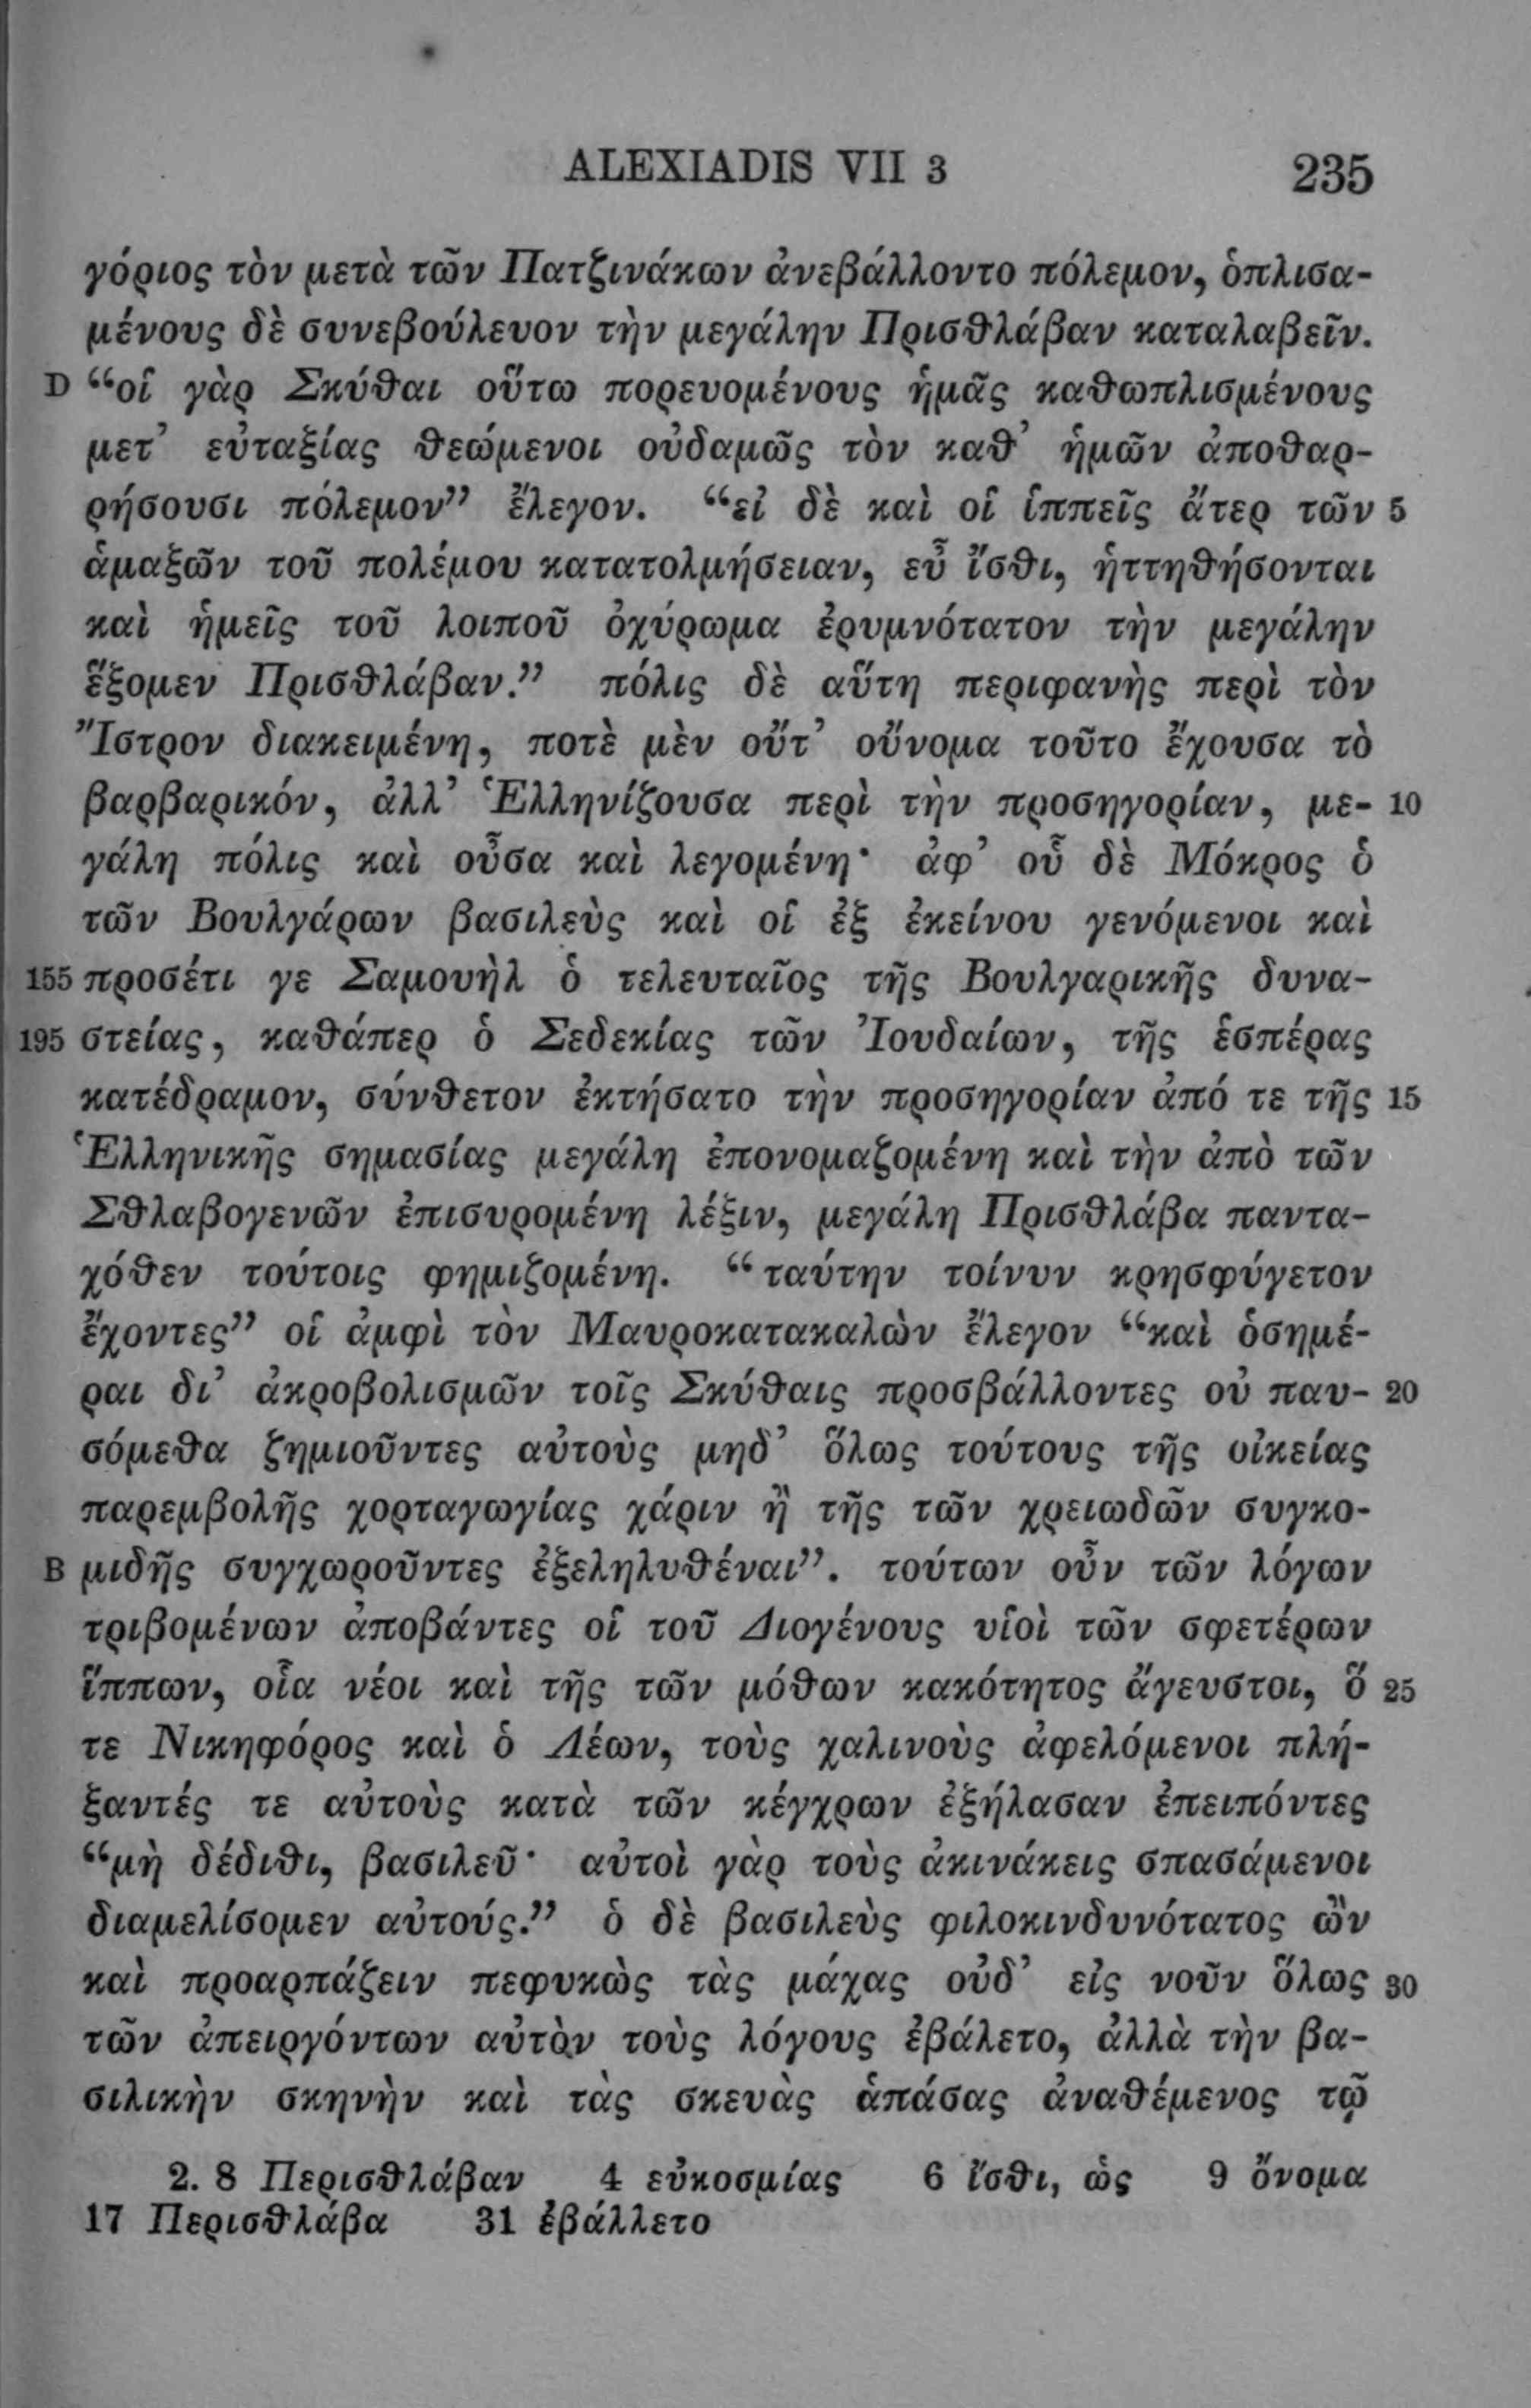 ALEXIADIS VII 3 235
γόριος τὸν μετὰ τῶν Πατζινάκων ἀνεβάλλοντο πόλεμον, ὁπλισα-
μένους δὲ συνεβούλευον τὴν μεγάλην Πρισθλάβαν καταλαβεῖν.
D “οἱ γὰρ Σκύθαι οὕτω πορευομένους ἡμᾶς καθωπλισμένους
μετ’ εὐταξίας θεώμενοι οὐδαμῶς τὸν καθ’ ἡμῶν ἀποθαρ-
ρήσουσι πόλεμον” ἔλεγον. “εἰ δὲ καὶ οἱ ἱππεῖς ἄτερ τῶν 5
ἁμαξῶν τοῦ πολέμου κατατολμήσειαν, εὖ ἴσθι, ἡττηθήσονται
καὶ ἡμεῖς τοῦ λοιποῦ ὀχύρωμα ἐρυμνότατον τὴν μεγάλην
ἕξομεν Πρισθλάβαν.” πόλις δὲ αὕτη περιφανὴς περὶ τὸν
Ἴστρον διακειμένη, ποτὲ μὲν οὔτ’ οὔνομα τοῦτο ἔχουσα τὸ
βαρβαρικόν, ἀλλ’ Ἑλληνίζουσα περὶ τὴν προσηγορίαν, με- 10
γάλη πόλις καὶ οὖσα καὶ λεγομένη· ἀφ’ οὗ δὲ Μόκρος ὁ
τῶν Βουλγάρων βασιλεὺς καὶ οἱ ἐξ ἐκείνου γενόμενοι καὶ
155 προσέτι γε Σαμουὴλ ὁ τελευταῖος τῆς Βουλγαρικῆς δυνα-
195 στείας, καθάπερ ὁ Σεδεκίας τῶν Ἰουδαίων, τῆς ἑσπέρας
κατέδραμον, σύνθετον ἐκτήσατο τὴν προσηγορίαν ἀπό τε τῆς 15
Ἑλληνικῆς σημασίας μεγάλη ἐπονομαζομένη καὶ τὴν ἀπὸ τῶν
Σθλαβογενῶν ἐπισυρομένη λέξιν, μεγάλη Πρισθλάβα παντα-
χόθεν τούτοις φημιζομένη. “ταύτην τοίνυν κρησφύγετον
ἔχοντες” οἱ ἀμφὶ τὸν Μαυροκατακαλὼν ἔλεγον “καὶ ὁσημέ-
ραι δι’ ἀκροβολισμῶν τοῖς Σκύθαις προσβάλλοντες οὐ παυ- 20
σόμεθα ζημιοῦντες αὐτοὺς μηδ’ ὅλως τούτους τῆς οἰκείας
παρεμβολῆς χορταγωγίας χάριν ἢ τῆς τῶν χρειωδῶν συγκο-
B μιδῆς συγχωροῦντες ἐξεληλυθέναι”. τούτων οὖν τῶν λόγων
τριβομένων ἀποβάντες οἱ τοῦ Διογένους υἱοὶ τῶν σφετέρων
ἵππων, οἷα νέοι καὶ τῆς τῶν μόθων κακότητος ἄγευστοι, ὅ 25
τε Νικηφόρος καὶ ὁ Λέων, τοὺς χαλινοὺς ἀφελόμενοι πλή-
ξαντές τε αὐτοὺς κατὰ τῶν κέγχρων ἐξήλασαν ἐπειπόντες
“μὴ δέδιθι, βασιλεῦ· αὐτοὶ γὰρ τοὺς ἀκινάκεις σπασάμενοι
διαμελίσομεν αὐτούς.” ὁ δὲ βασιλεὺς φιλοκινδυνότατος ὢν
καὶ προαρπάζειν πεφυκὼς τὰς μάχας οὐδ’ εἰς νοῦν ὅλως 30
τῶν ἀπειργόντων αὐτὸν τοὺς λόγους ἐβάλετο, ἀλλὰ τὴν βα-
σιλικὴν σκηνὴν καὶ τὰς σκευὰς ἁπάσας ἀναθέμενος τῷ
2. 8 Περισθλάβαν 4 εὐκοσμίας 6 ἴσθι, ὡς 9 ὄνομα
17 Περισθλάβα 31 ἐβάλλετο